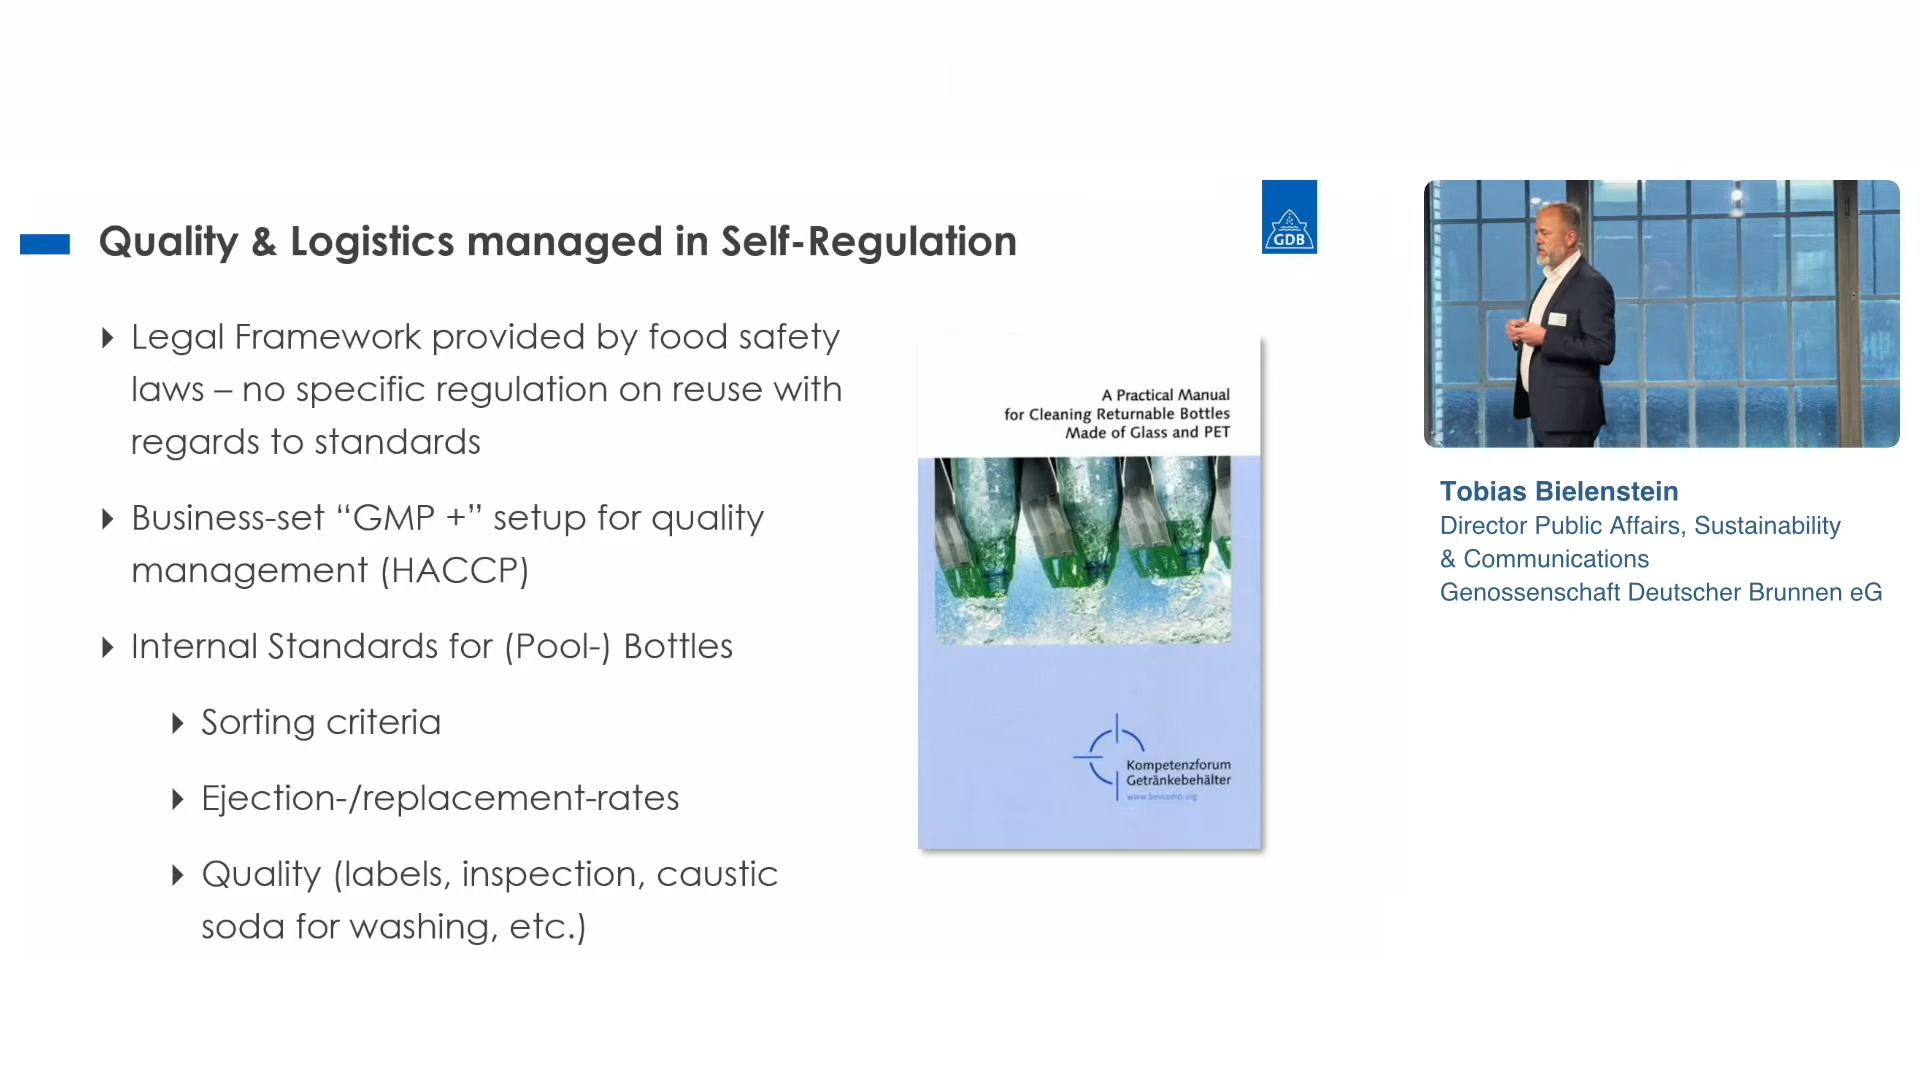 Quality & Logistics managed in Self-Regulation
GDB
Legal Framework provided by food safety
laws – no specific regulation on reuse with
regards to standards
Business-set “GMP +” setup for quality
management (HACCP)
Internal Standards for (Pool-) Bottles
Sorting criteria
Ejection-/replacement-rates
Quality (labels, inspection, caustic
soda for washing, etc.)
A Practical Manual
for Cleaning Returnable Bottles
Made of Glass and PET
Kompetenzforum
Getränkebehälter
www.bevcomp.org
Tobias Bielenstein
Director Public Affairs, Sustainability
& Communications
Genossenschaft Deutscher Brunnen eG